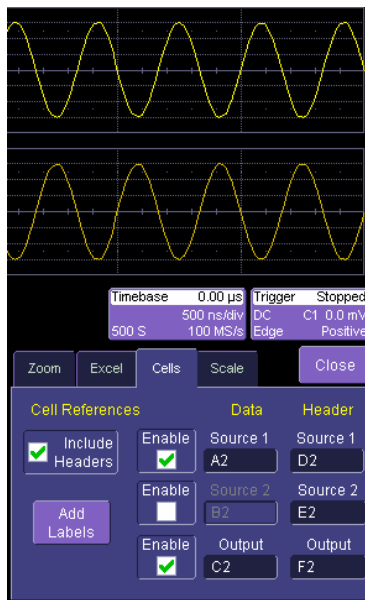 Timebase 0.00 µs
500 ns/div
500 S 100 MS/s
Trigger Stopped
DC C1 0.0 mV
Edge Positive
Zoom Excel Cells Scale Close
Cell References Data Header
Include Headers
Enable
Source 1
A2
Source 1
D2
Add Labels
Enable
Source 2
B2
Source 2
E2
Enable
Output
C2
Output
F2